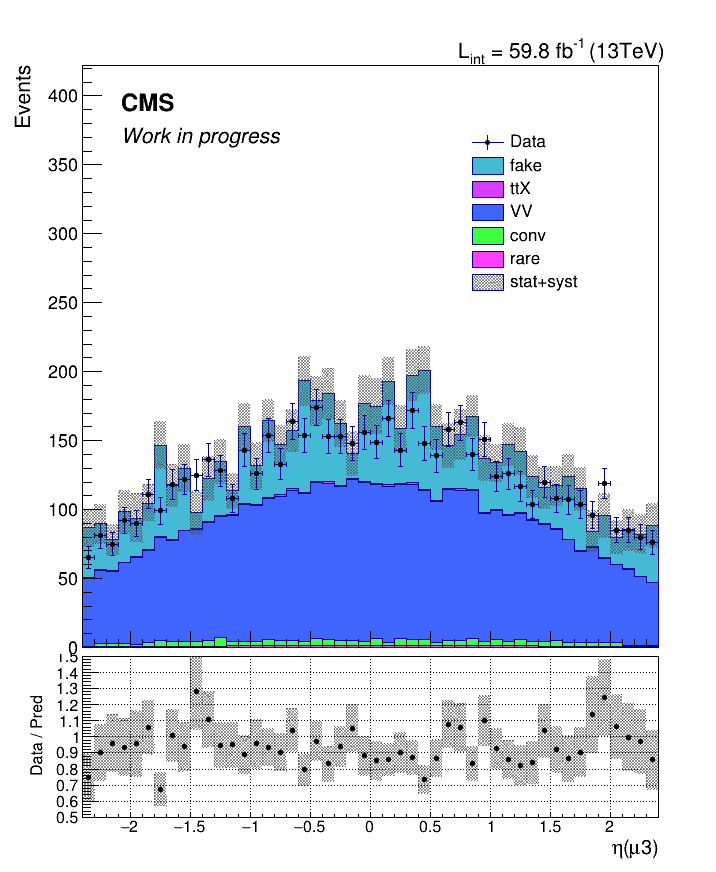 L_int = 59.8 fb^-1 (13TeV)
Events
CMS
Work in progress
Data
fake
ttX
VV
conv
rare
stat+syst
400
350
300
250
200
150
100
50
0
Data / Pred
1.5
1.4
1.3
1.2
1.1
1
0.9
0.8
0.7
0.6
0.5
−2 −1.5 −1 −0.5 0 0.5 1 1.5 2
η(μ3)